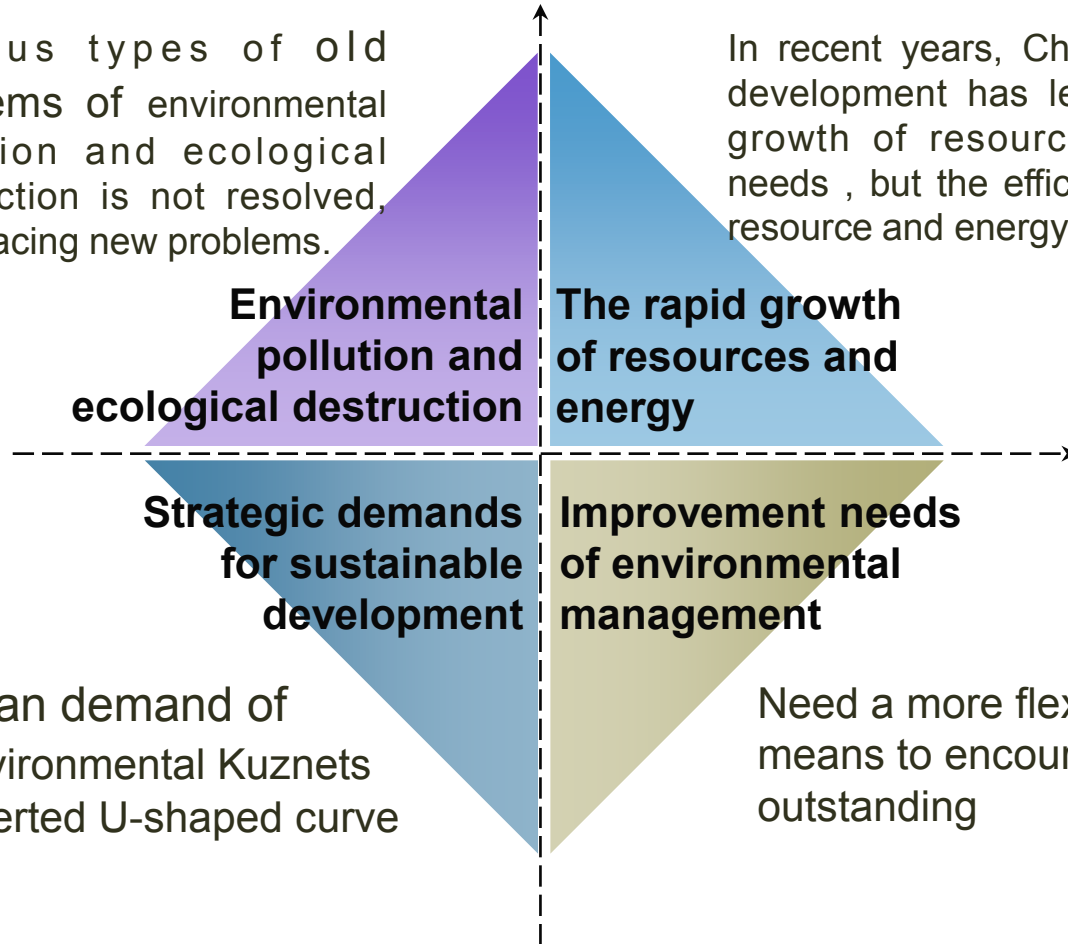 us types of old
ems of environmental
tion and ecological
ction is not resolved,
acing new problems.
In recent years, Ch
development has le
growth of resourc
needs , but the effic
resource and energy
Environmental
pollution and
ecological destruction
The rapid growth
of resources and
energy
Strategic demands
for sustainable
development
Improvement needs
of environmental
management
an demand of
vironmental Kuznets
erted U-shaped curve
Need a more flex
means to encour
outstanding